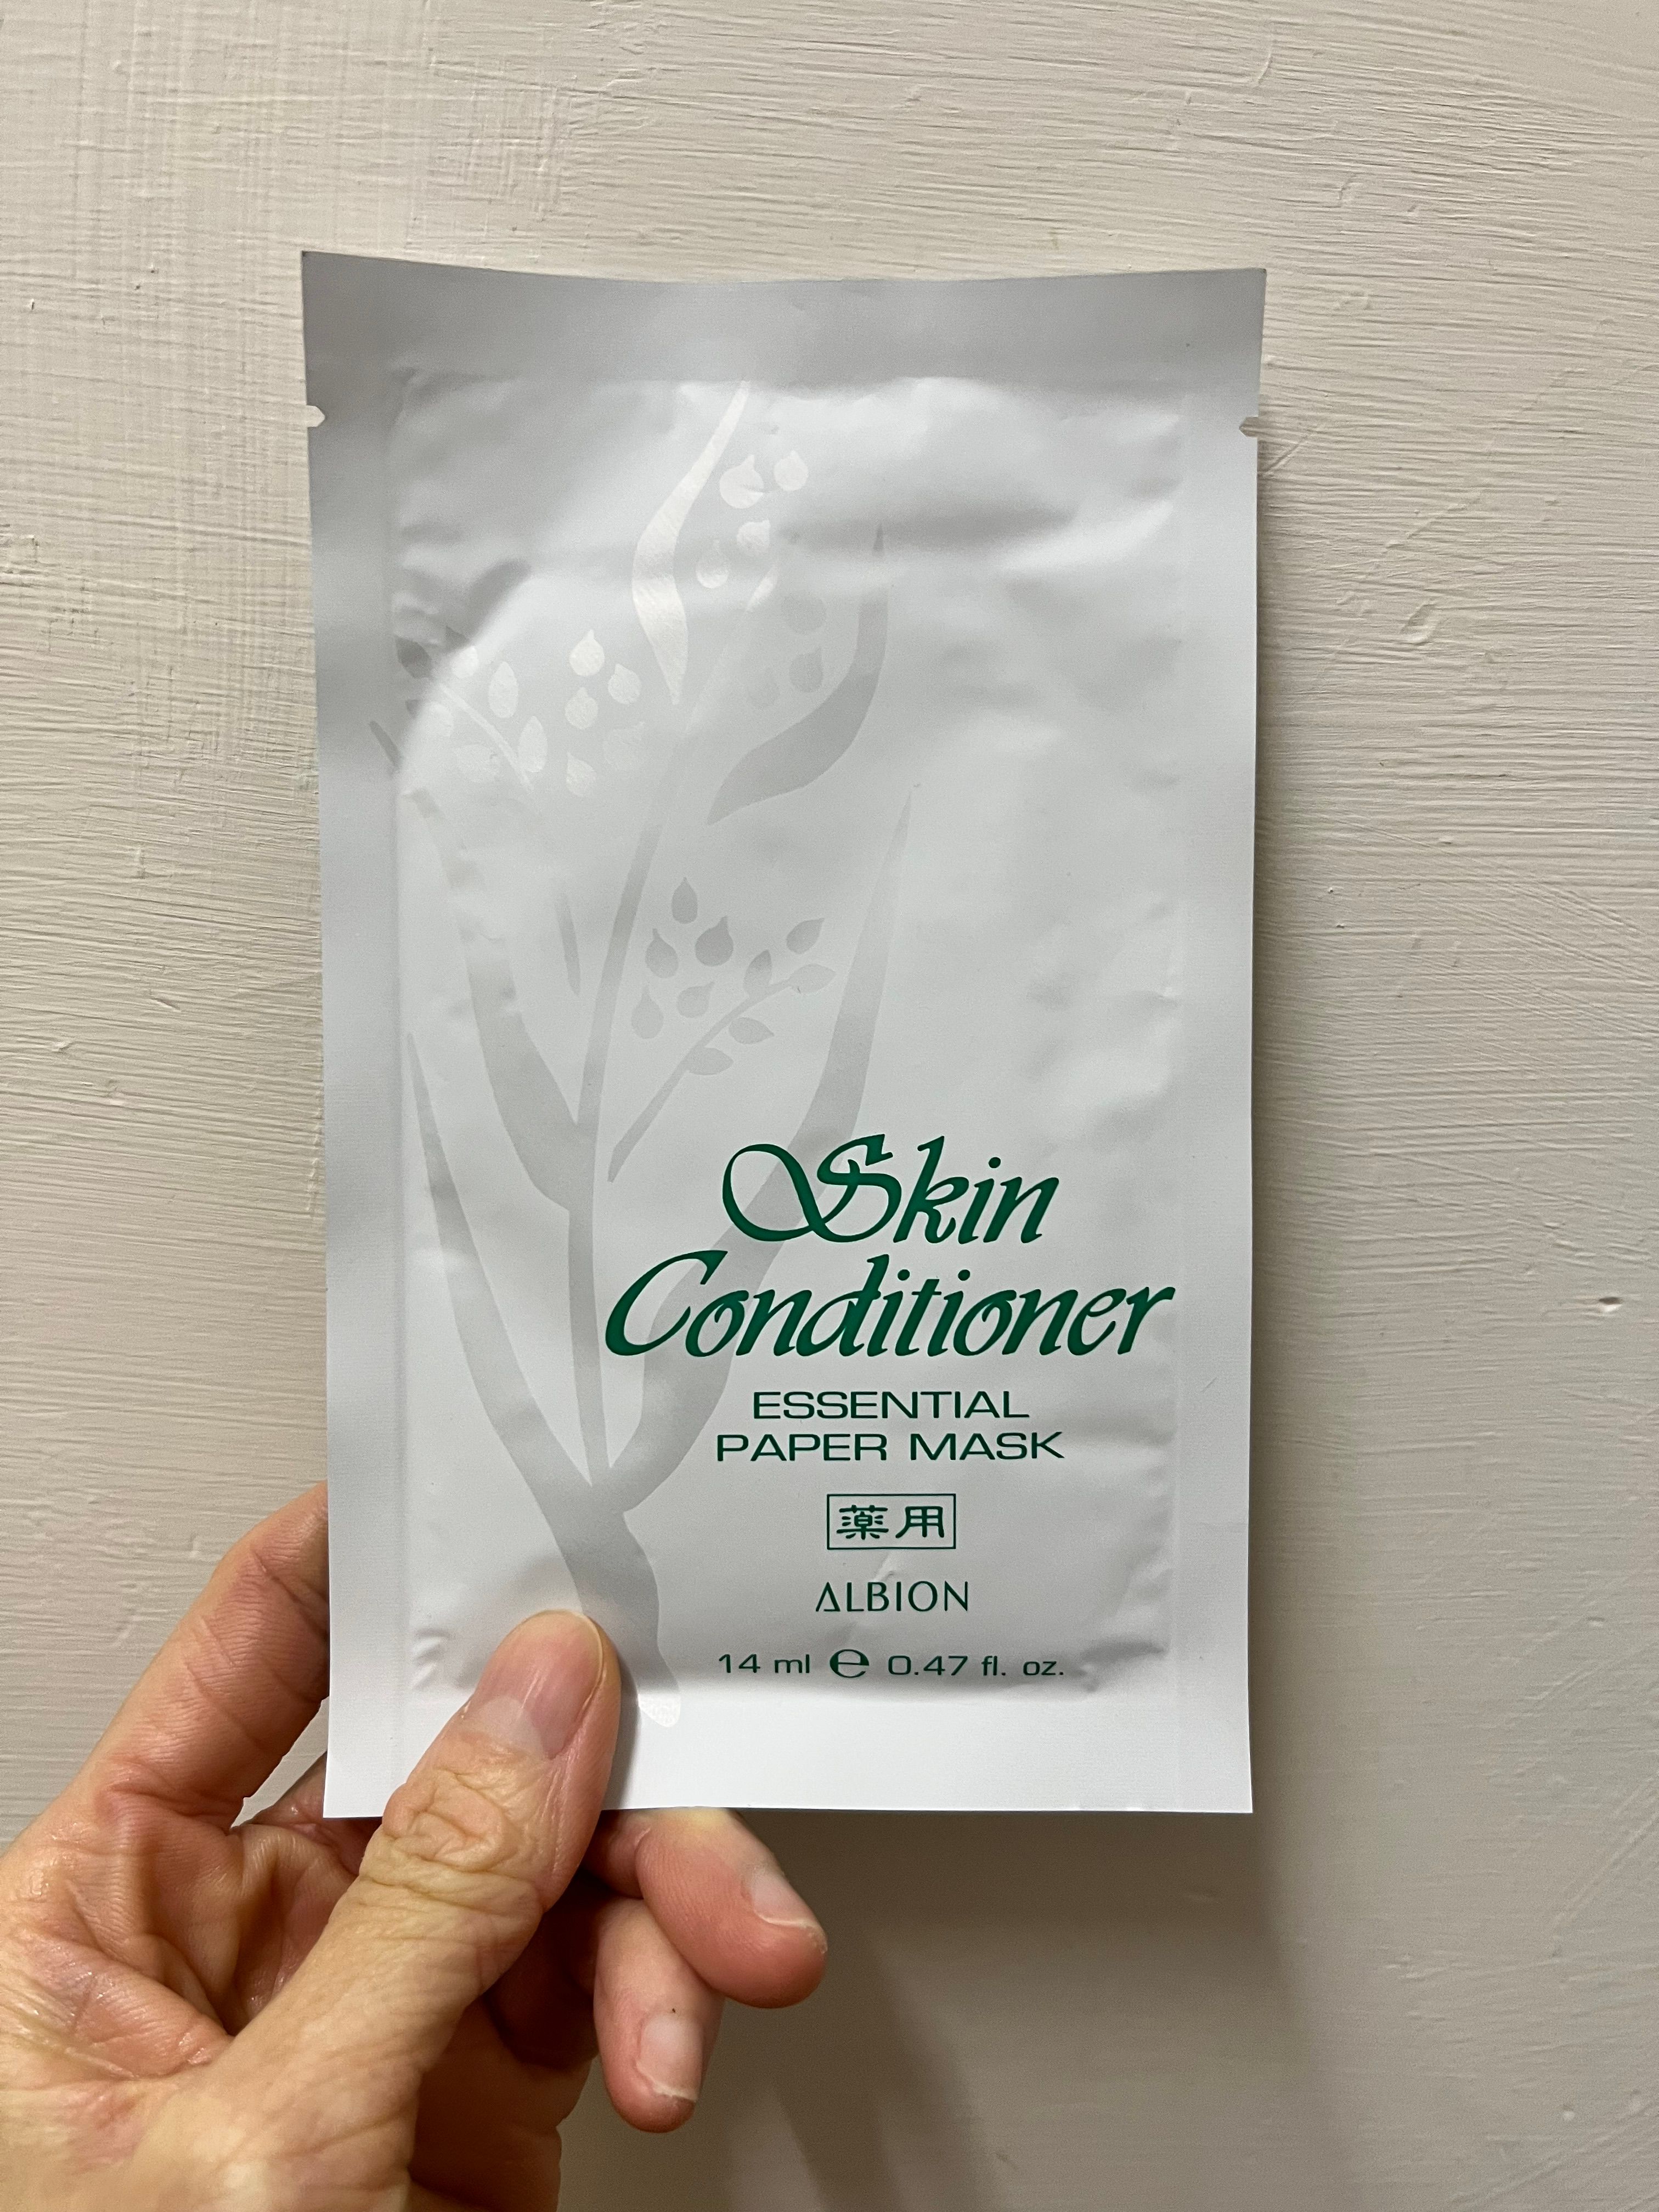 Skin
Conditioner
ESSENTIAL
PAPER MASK
薬用
ALBION
14 ml ℮ 0.47 fl. oz.